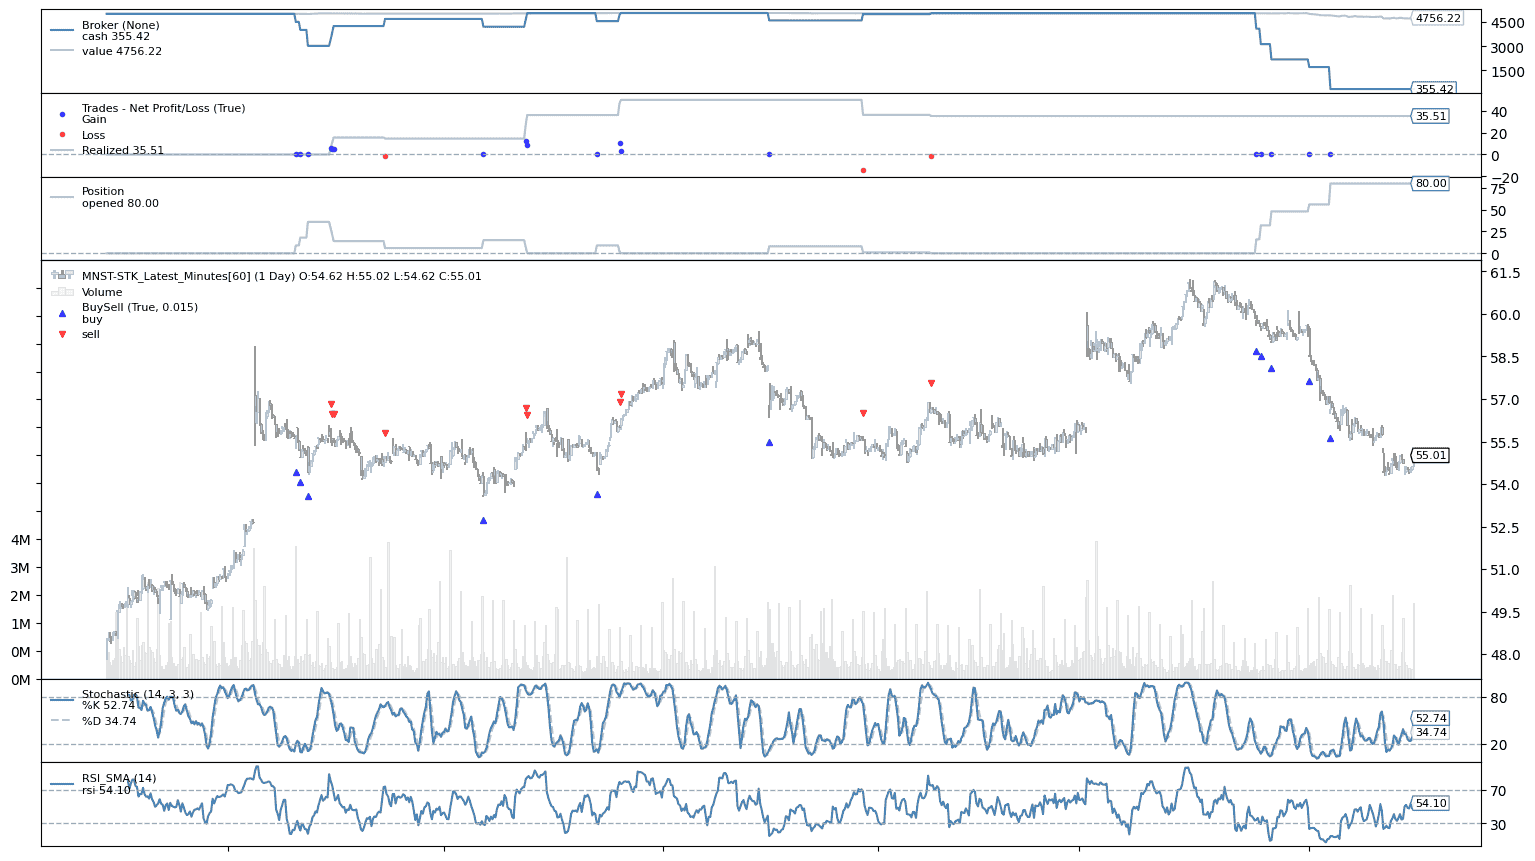 Broker (None)
cash 355.42
value 4756.22
4756.22
4500
3000
1500
355.42
Trades - Net Profit/Loss (True)
Gain
Loss
Realized 35.51
40
35.51
20
0
−20
Position
opened 80.00
80.00
75
50
25
0
MNST-STK_Latest_Minutes[60] (1 Day) O:54.62 H:55.02 L:54.62 C:55.01
Volume
BuySell (True, 0.015)
buy
sell
61.5
60.0
58.5
57.0
55.5
55.01
54.0
52.5
51.0
49.5
48.0
4M
3M
2M
1M
0M
0M
Stochastic (14, 3, 3)
%K 52.74
%D 34.74
80
52.74
34.74
20
RSI_SMA (14)
rsi 54.10
70
54.10
30